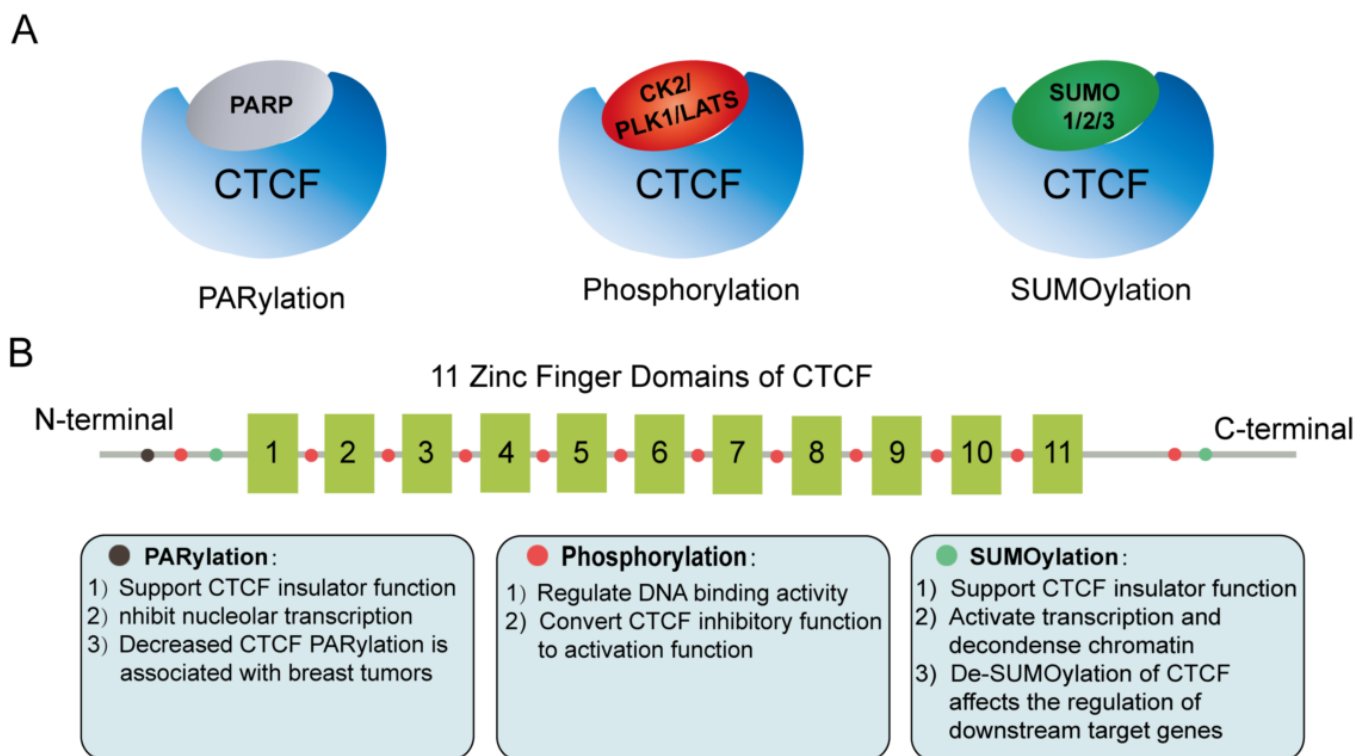 A
PARP
CTCF
PARylation
CK2/
PLK1/LATS
CTCF
Phosphorylation
SUMO
1/2/3
CTCF
SUMOylation
B
11 Zinc Finger Domains of CTCF
N-terminal
1 2 3 4 5 6 7 8 9 10 11
C-terminal
PARylation:
1) Support CTCF insulator function
2) nhibit nucleolar transcription
3) Decreased CTCF PARylation is
associated with breast tumors
Phosphorylation:
1) Regulate DNA binding activity
2) Convert CTCF inhibitory function
to activation function
SUMOylation:
1) Support CTCF insulator function
2) Activate transcription and
decondense chromatin
3) De-SUMOylation of CTCF
affects the regulation of
downstream target genes